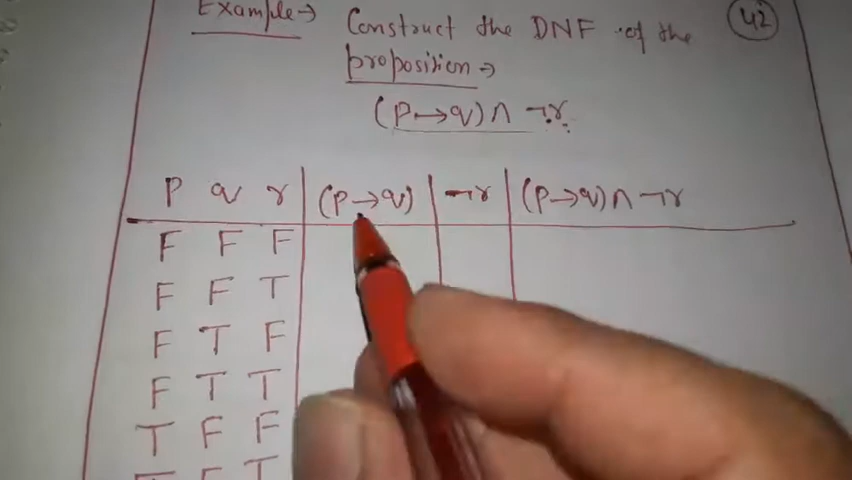 Example→ Construct the DNF of the (42)
proposition→
(P→q)∧ ¬r.
P q r (P→q) ¬r (P→q)∧¬r
F F F
F F T
F T F
F T T
T F F
T F T